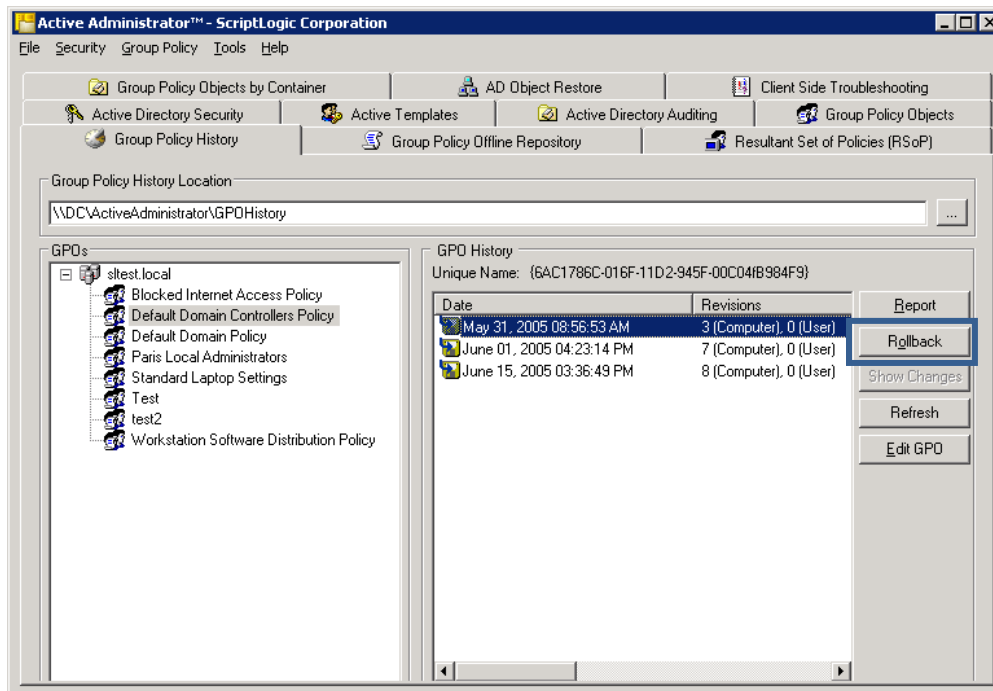 Active Administrator™ - ScriptLogic Corporation
File Security Group Policy Tools Help
Group Policy Objects by Container AD Object Restore Client Side Troubleshooting
Active Directory Security Active Templates Active Directory Auditing Group Policy Objects
Group Policy History Group Policy Offline Repository Resultant Set of Policies (RSoP)
Group Policy History Location
\\DC\ActiveAdministrator\GPOHistory ...
GPOs
sltest.local
Blocked Internet Access Policy
Default Domain Controllers Policy
Default Domain Policy
Paris Local Administrators
Standard Laptop Settings
Test
test2
Workstation Software Distribution Policy
GPO History
Unique Name: {6AC1786C-016F-11D2-945F-00C04fB984F9}
Date Revisions
May 31, 2005 08:56:53 AM 3 (Computer), 0 (User)
June 01, 2005 04:23:14 PM 7 (Computer), 0 (User)
June 15, 2005 03:36:49 PM 8 (Computer), 0 (User)
Report
Rollback
Show Changes
Refresh
Edit GPO